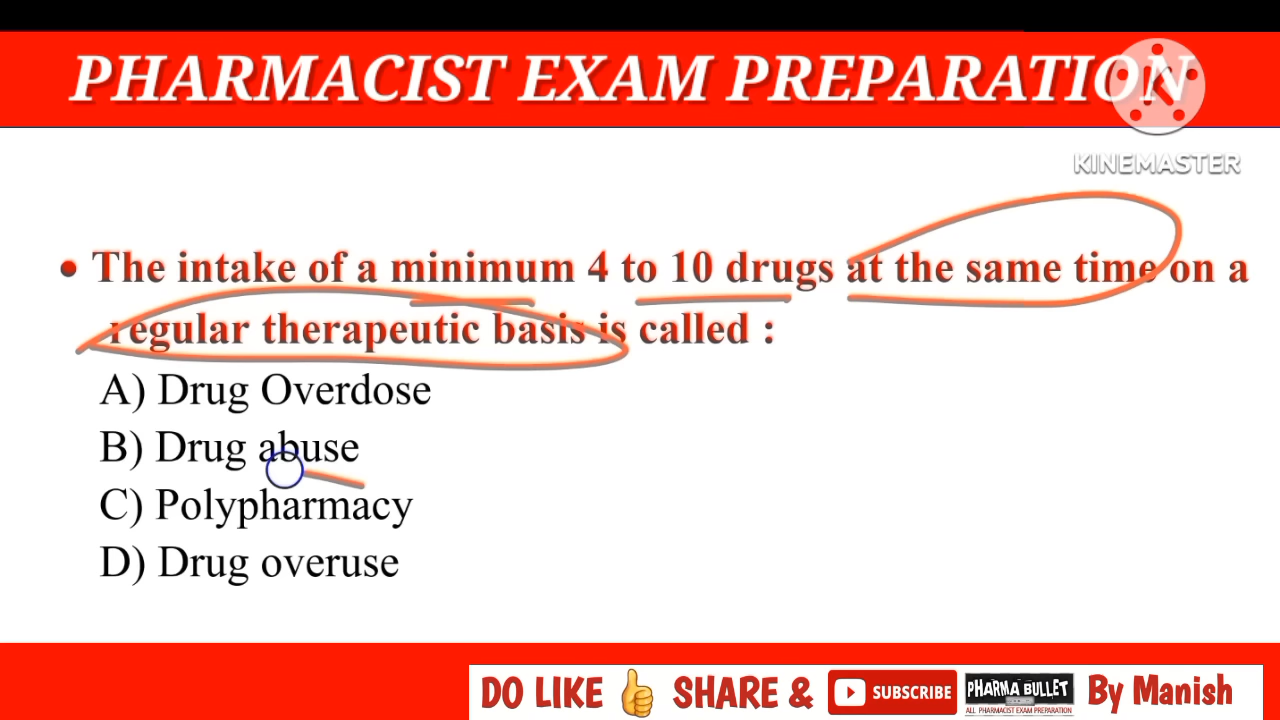 PHARMACIST EXAM PREPARATION
KINEMASTER
• The intake of a minimum 4 to 10 drugs at the same time on a
regular therapeutic basis is called :
A) Drug Overdose
B) Drug abuse
C) Polypharmacy
D) Drug overuse
DO LIKE 👍 SHARE & SUBSCRIBE PHARMA BULLET By Manish
ALL PHARMACIST EXAM PREPARATION